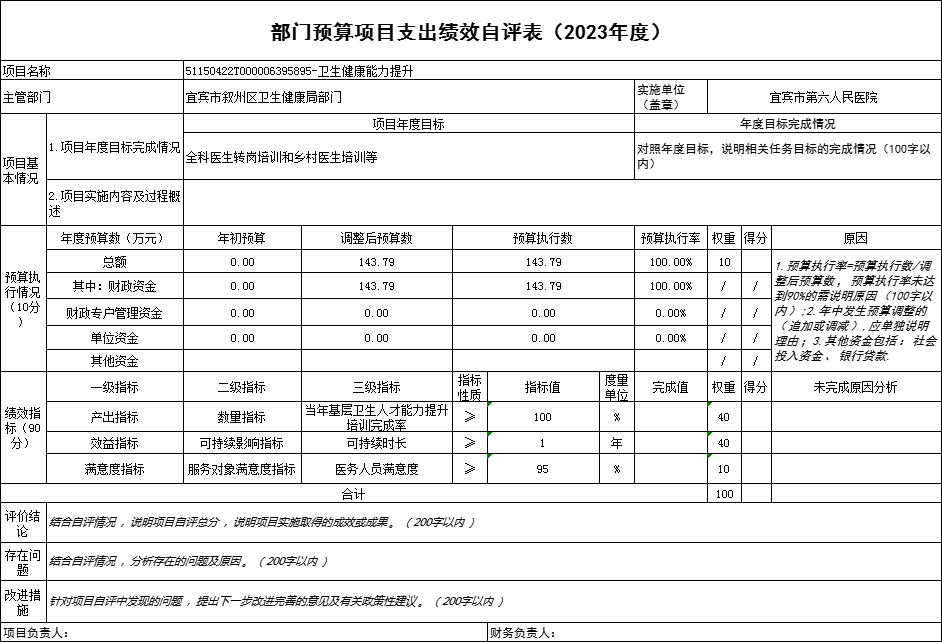 部门预算项目支出绩效自评表（2023年度）
项目名称 51150422T000006395895-卫生健康能力提升
主管部门 宜宾市叙州区卫生健康局部门 实施单位（盖章） 宜宾市第六人民医院
项目基本情况 1.项目年度目标完成情况 项目年度目标 年度目标完成情况
全科医生转岗培训和乡村医生培训等 对照年度目标，说明相关任务目标的完成情况（100字以内）
2.项目实施内容及过程概述
预算执行情况（10分） 年度预算数（万元） 年初预算 调整后预算数 预算执行数 预算执行率 权重 得分 原因
总额 0.00 143.79 143.79 100.00% 10
其中：财政资金 0.00 143.79 143.79 100.00% / /
财政专户管理资金 0.00 0.00 0.00 0.00% / /
单位资金 0.00 0.00 0.00 0.00% / /
其他资金 / /
1.预算执行率=预算执行数/调整后预算数，预算执行率未达到90%的需说明原因（100字以内）;2.年中发生预算调整的（追加或调减）,应单独说明理由；3.其他资金包括：社会投入资金、银行贷款.
绩效指标（90分） 一级指标 二级指标 三级指标 指标性质 指标值 度量单位 完成值 权重 得分 未完成原因分析
产出指标 数量指标 当年基层卫生人才能力提升培训完成率 ≥ 100 % 40
效益指标 可持续影响指标 可持续时长 ≥ 1 年 40
满意度指标 服务对象满意度指标 医务人员满意度 ≥ 95 % 10
合计 100
评价结论 结合自评情况，说明项目自评总分，说明项目实施取得的成效或成果。（200字以内）
存在问题 结合自评情况，分析存在的问题及原因。（200字以内）
改进措施 针对项目自评中发现的问题，提出下一步改进完善的意见及有关政策性建议。（200字以内）
项目负责人： 财务负责人：